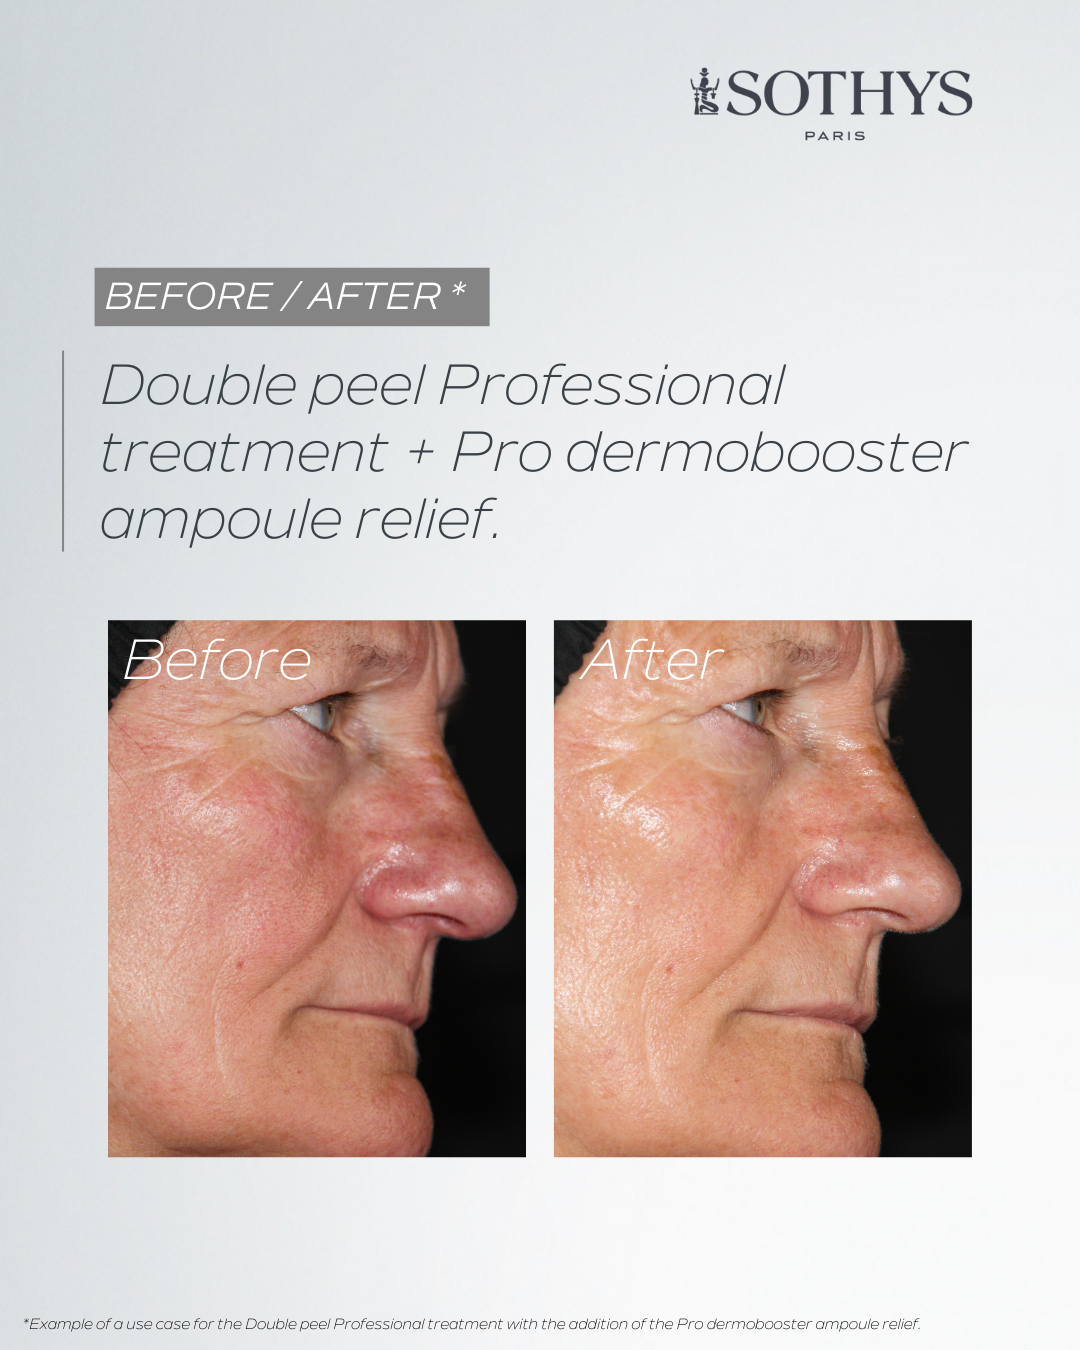 SOTHYS
PARIS
BEFORE / AFTER *
Double peel Professional
treatment + Pro dermobooster
ampoule relief.
Before
After
*Example of a use case for the Double peel Professional treatment with the addition of the Pro dermobooster ampoule relief.